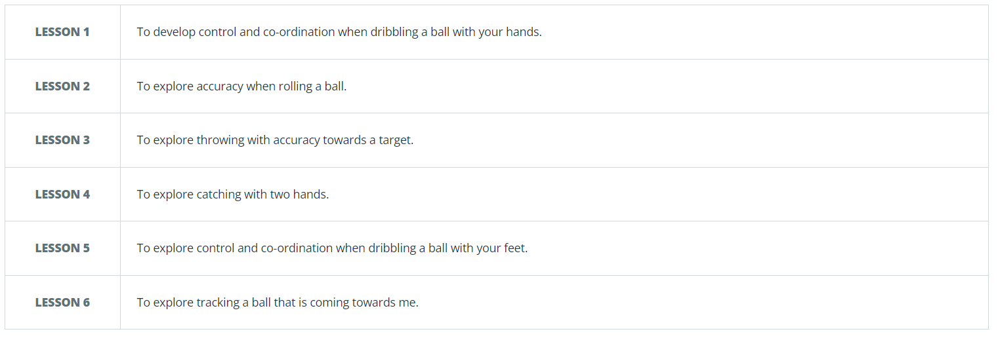 LESSON 1 To develop control and co-ordination when dribbling a ball with your hands.
LESSON 2 To explore accuracy when rolling a ball.
LESSON 3 To explore throwing with accuracy towards a target.
LESSON 4 To explore catching with two hands.
LESSON 5 To explore control and co-ordination when dribbling a ball with your feet.
LESSON 6 To explore tracking a ball that is coming towards me.